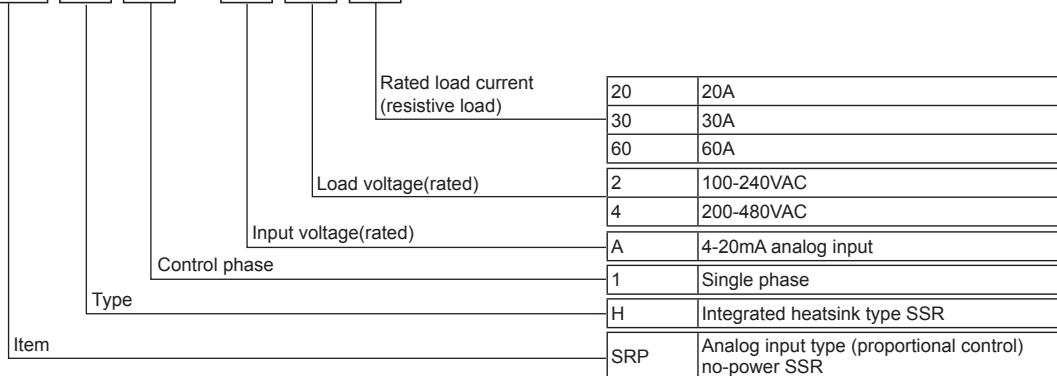 Rated load current
(resistive load)
20 20A
30 30A
60 60A
Load voltage(rated)
2 100-240VAC
4 200-480VAC
Input voltage(rated)
A 4-20mA analog input
Control phase
1 Single phase
Type
H Integrated heatsink type SSR
Item
SRP Analog input type (proportional control)
no-power SSR